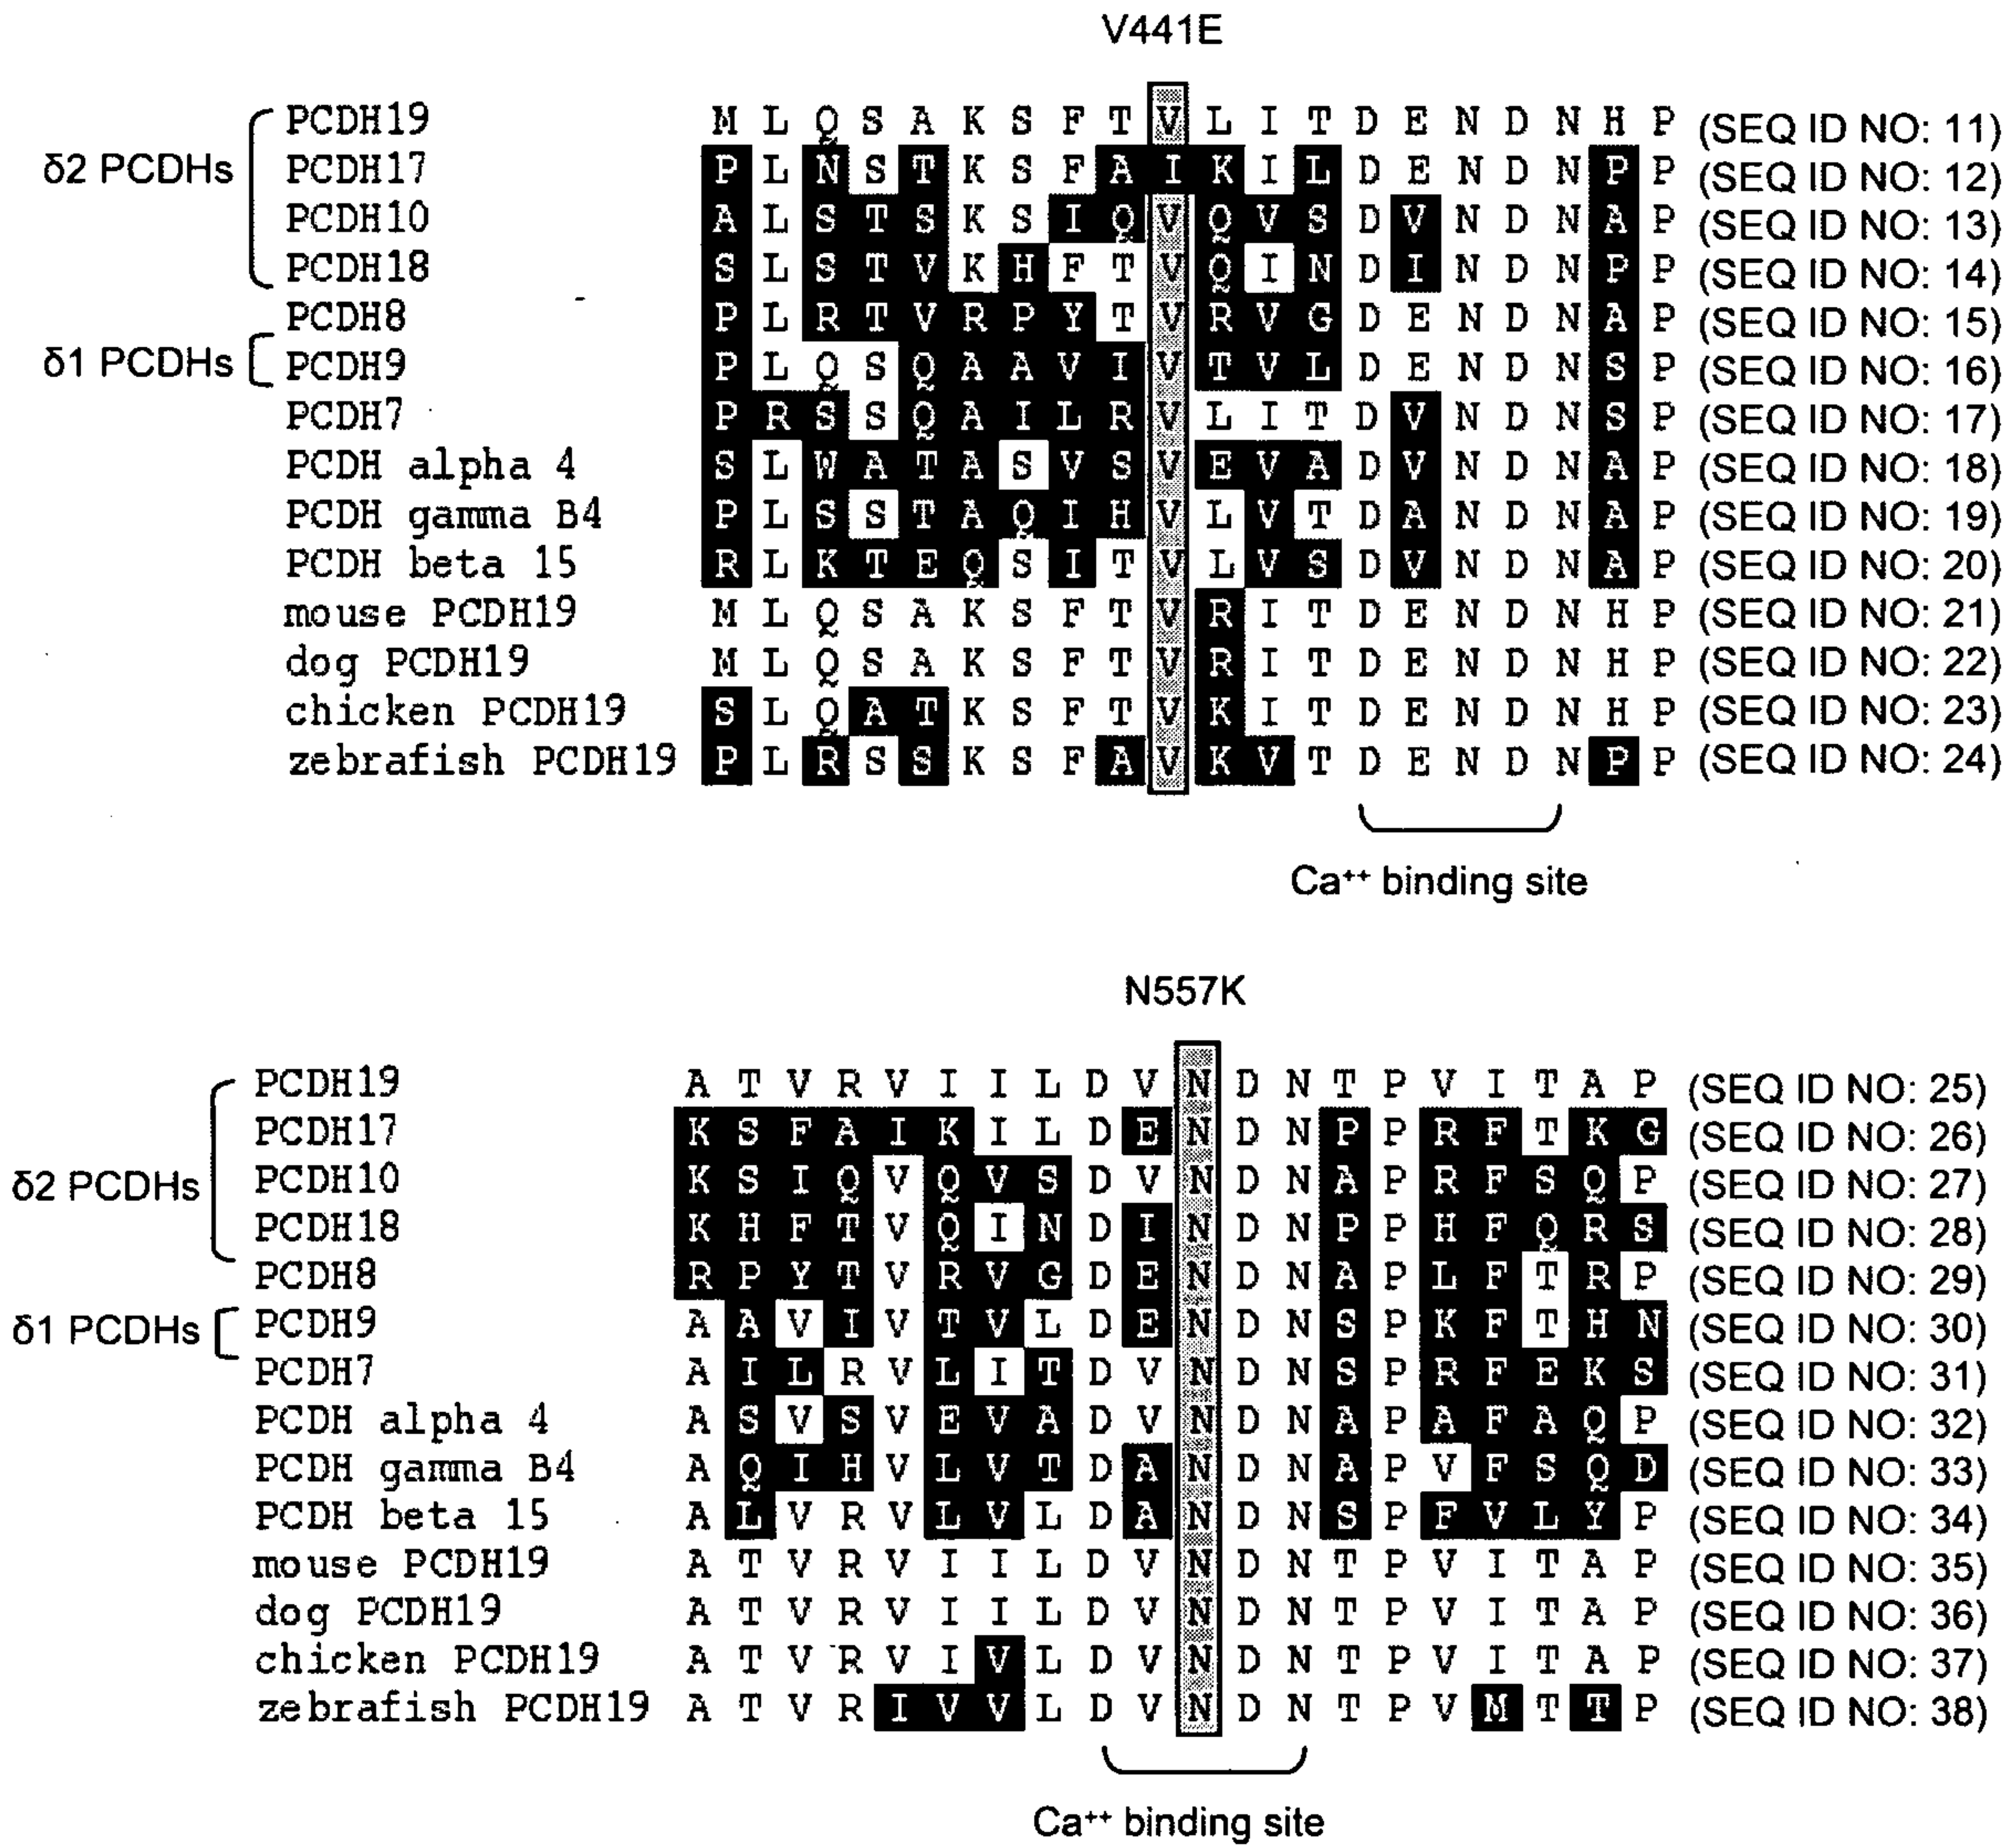 V441E
δ2 PCDHs
δ1 PCDHs
PCDH19 M L Q S A K S F T V L I T D E N D N H P (SEQ ID NO: 11)
PCDH17 P L N S T K S F A I K I L D E N D N P P (SEQ ID NO: 12)
PCDH10 A L S T S K S I Q V Q V S D V N D N A P (SEQ ID NO: 13)
PCDH18 S L S T V K H F T V Q I N D I N D N P P (SEQ ID NO: 14)
PCDH8 P L R T V R P Y T V R V G D E N D N A P (SEQ ID NO: 15)
PCDH9 P L Q S Q A A V I V T V L D E N D N S P (SEQ ID NO: 16)
PCDH7 P R S S Q A I L R V L I T D V N D N S P (SEQ ID NO: 17)
PCDH alpha 4 S L W A T A S V S V E V A D V N D N A P (SEQ ID NO: 18)
PCDH gamma B4 P L S S T A Q I H V L V T D A N D N A P (SEQ ID NO: 19)
PCDH beta 15 R L K T E Q S I T V L V S D V N D N A P (SEQ ID NO: 20)
mouse PCDH19 M L Q S A K S F T V R I T D E N D N H P (SEQ ID NO: 21)
dog PCDH19 M L Q S A K S F T V R I T D E N D N H P (SEQ ID NO: 22)
chicken PCDH19 S L Q A T K S F T V K I T D E N D N H P (SEQ ID NO: 23)
zebrafish PCDH19 P L R S S K S F A V K V T D E N D N P P (SEQ ID NO: 24)
Ca⁺⁺ binding site
N557K
δ2 PCDHs
δ1 PCDHs
PCDH19 A T V R V I I L D V N D N T P V I T A P (SEQ ID NO: 25)
PCDH17 K S F A I K I L D E N D N P P R F T K G (SEQ ID NO: 26)
PCDH10 K S I Q V Q V S D V N D N A P R F S Q P (SEQ ID NO: 27)
PCDH18 K H F T V Q I N D I N D N P P H F Q R S (SEQ ID NO: 28)
PCDH8 R P Y T V R V G D E N D N A P L F T R P (SEQ ID NO: 29)
PCDH9 A A V I V T V L D E N D N S P K F T H N (SEQ ID NO: 30)
PCDH7 A I L R V L I T D V N D N S P R F E K S (SEQ ID NO: 31)
PCDH alpha 4 A S V S V E V A D V N D N A P A F A Q P (SEQ ID NO: 32)
PCDH gamma B4 A Q I H V L V T D A N D N A P V F S Q D (SEQ ID NO: 33)
PCDH beta 15 A L V R V L V L D A N D N S P F V L Y P (SEQ ID NO: 34)
mouse PCDH19 A T V R V I I L D V N D N T P V I T A P (SEQ ID NO: 35)
dog PCDH19 A T V R V I I L D V N D N T P V I T A P (SEQ ID NO: 36)
chicken PCDH19 A T V R V I V L D V N D N T P V I T A P (SEQ ID NO: 37)
zebrafish PCDH19 A T V R I V V L D V N D N T P V M T T P (SEQ ID NO: 38)
Ca⁺⁺ binding site